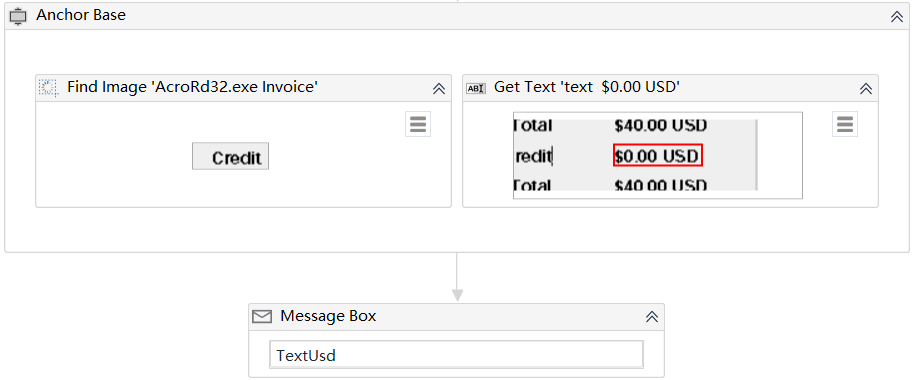 Anchor Base
Find Image 'AcroRd32.exe Invoice'
Credit
Get Text 'text  $0.00 USD'
Total $40.00 USD
redit $0.00 USD
Total $40.00 USD
Message Box
TextUsd